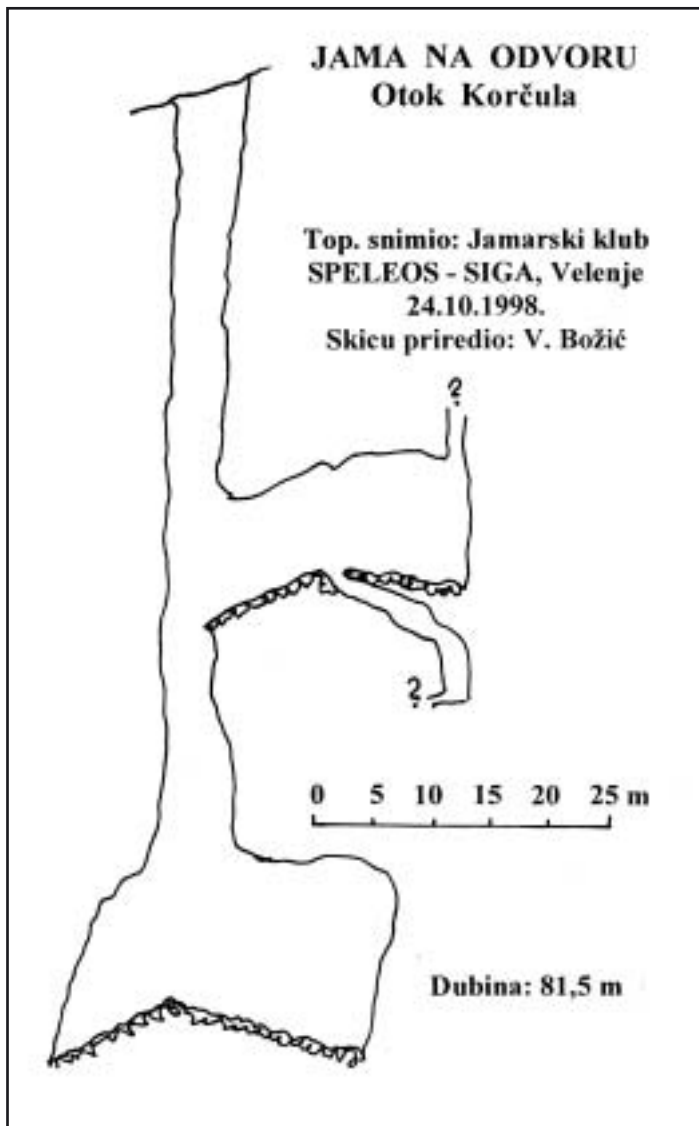 JAMA NA ODVORU
Otok Korčula
Top. snimio: Jamarski klub
SPELEOS - SIGA, Velenje
24.10.1998.
Skicu priredio: V. Božić
?
?
0 5 10 15 20 25 m
Dubina: 81,5 m